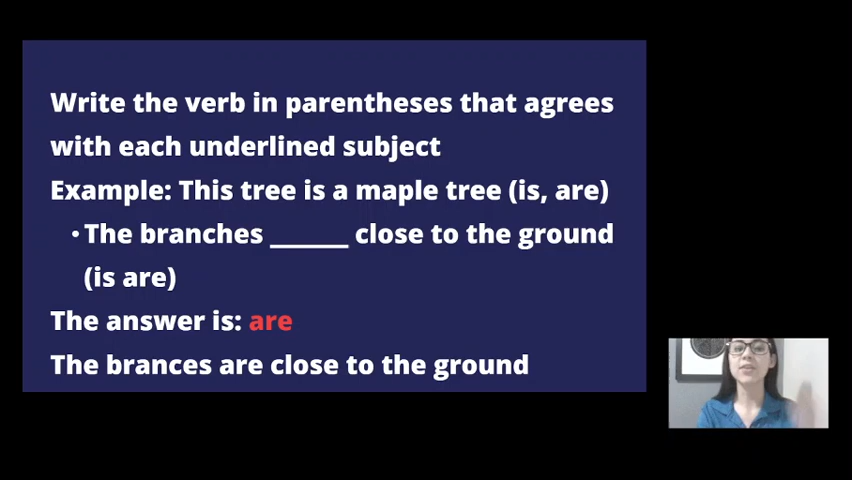 Write the verb in parentheses that agrees
with each underlined subject
Example: This tree is a maple tree (is, are)
• The branches ______ close to the ground
(is are)
The answer is: are
The brances are close to the ground